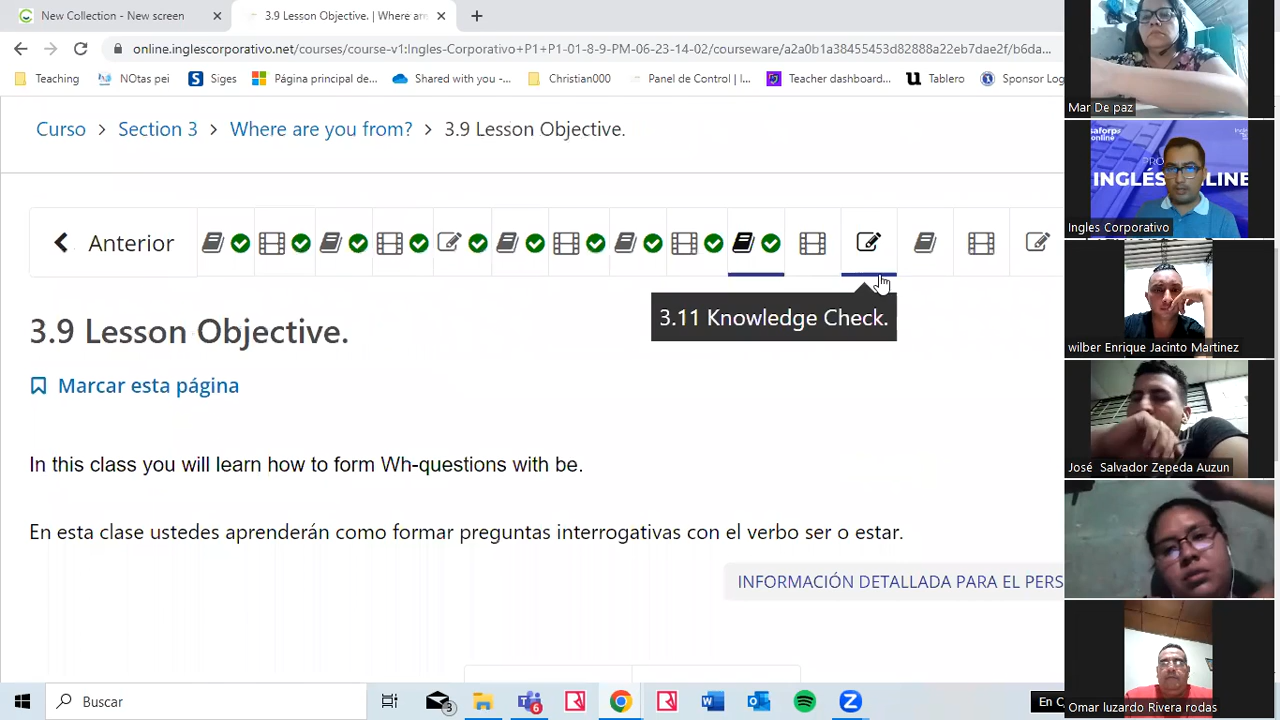 New Collection - New screen
3.9 Lesson Objective. | Where are
online.inglescorporativo.net/courses/course-v1:Ingles-Corporativo+P1+P1-01-8-9-PM-06-23-14-02/courseware/a2a0b1a38455453d82888a22eb7dae2f/b6da...
Teaching
NOtas pei
Siges
Página principal de...
Shared with you -...
Christian000
Panel de Control | I...
Teacher dashboard...
Tablero
Sponsor Log
Curso > Section 3 > Where are you from? > 3.9 Lesson Objective.
Anterior
3.11 Knowledge Check.
3.9 Lesson Objective.
Marcar esta página
In this class you will learn how to form Wh-questions with be.
En esta clase ustedes aprenderán como formar preguntas interrogativas con el verbo ser o estar.
INFORMACIÓN DETALLADA PARA EL PERS
Buscar
3
6
En C
Mar De paz
saforp
online
PRO
INGLÉS ONLINE
Ingles Corporativo
wilber Enrique Jacinto Martinez
José Salvador Zepeda Auzun
Omar luzardo Rivera rodas